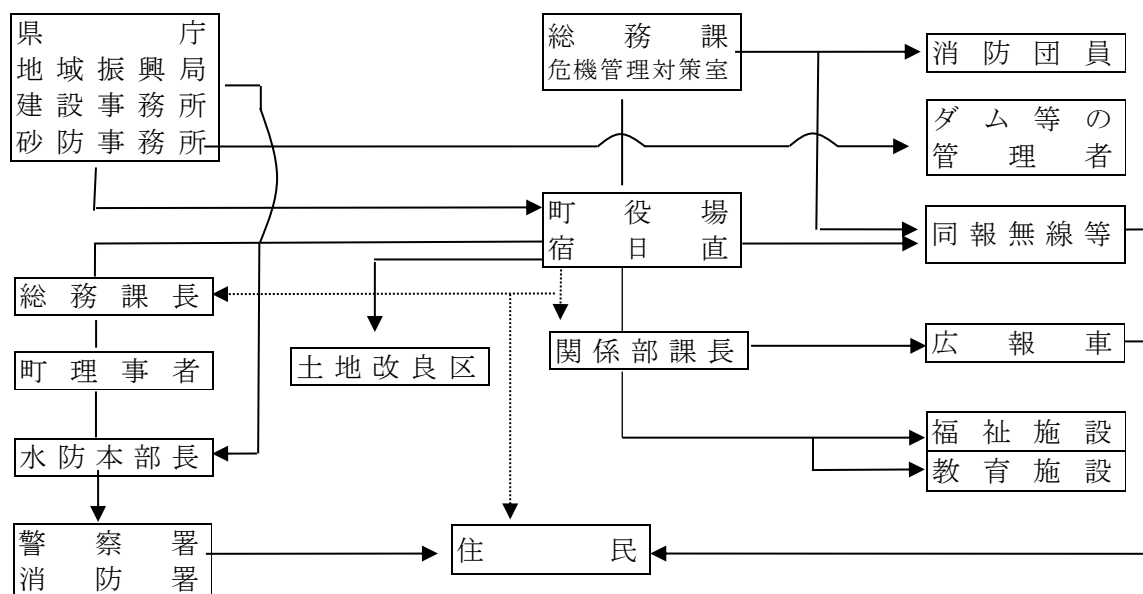 県庁
地域振興局
建設事務所
砂防事務所
総務課
危機管理対策室
消防団員
ダム等の
管理者
町役場
宿日直
同報無線等
総務課長
町理事者
土地改良区
関係部課長
広報車
水防本部長
福祉施設
教育施設
警察署
消防署
住民